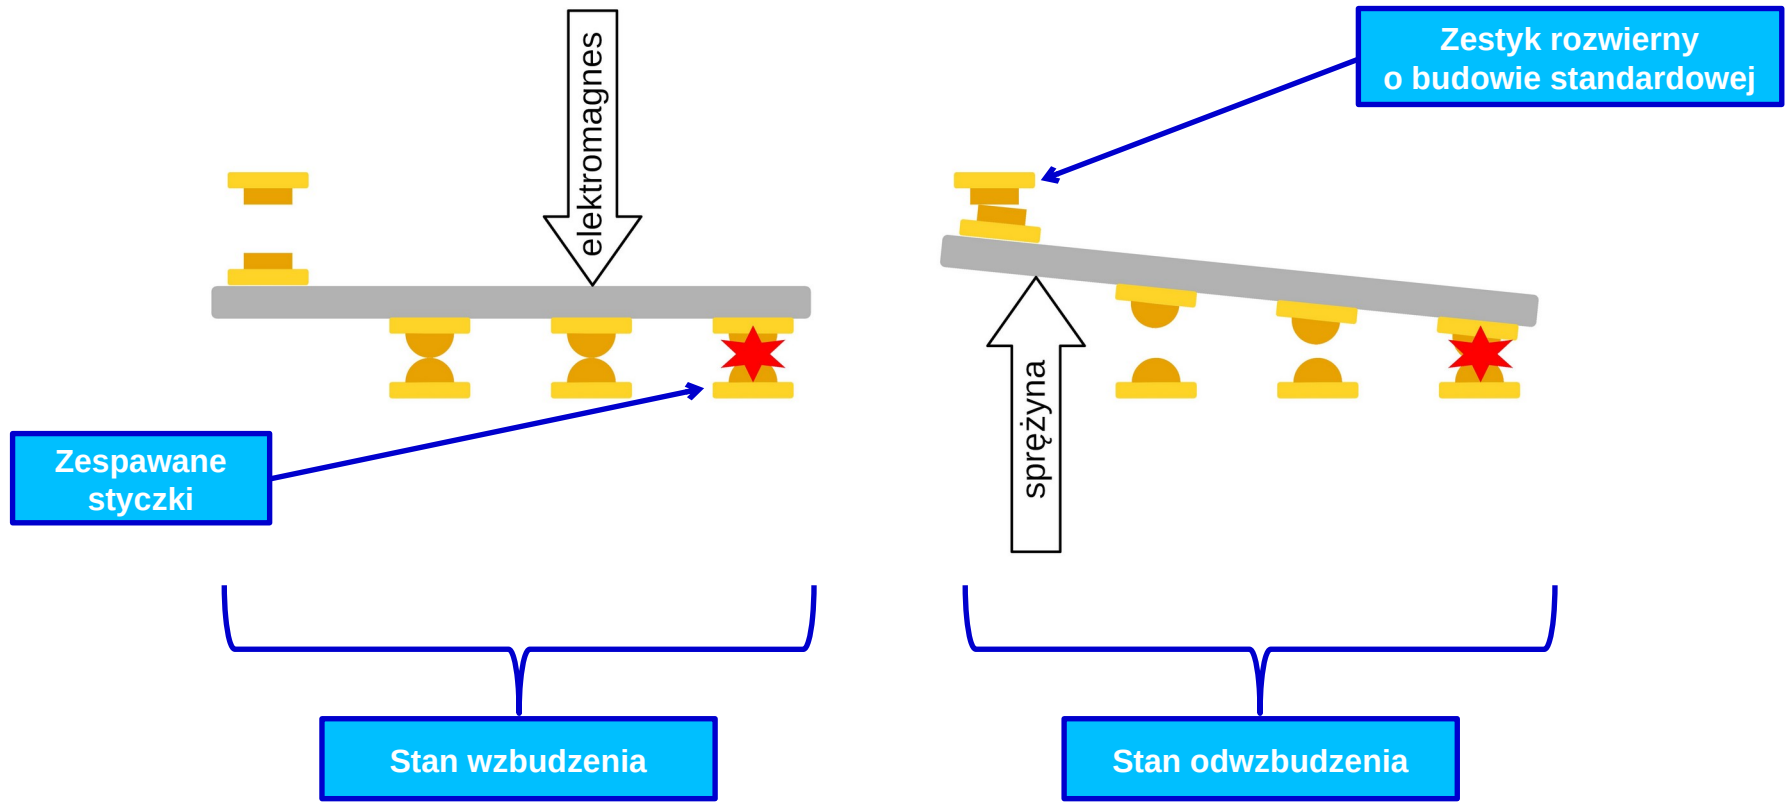 elektromagnes
Zestyk rozwierny
o budowie standardowej
Zespawane
styczki
sprężyna
Stan wzbudzenia
Stan odwzbudzenia